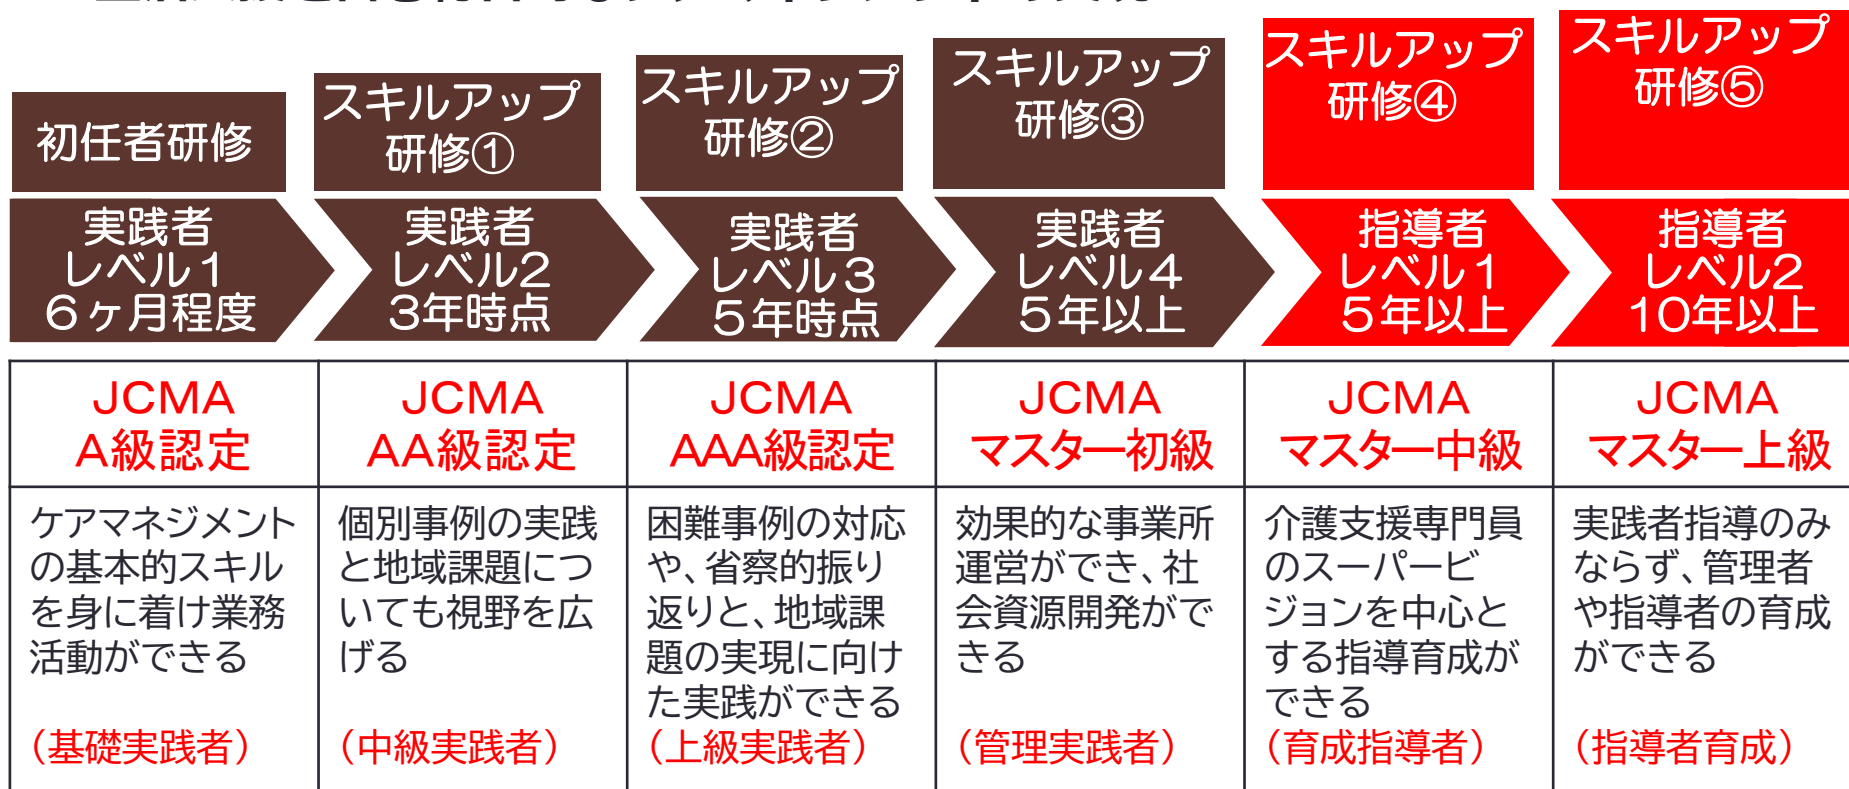 初任者研修
スキルアップ
研修①
スキルアップ
研修②
スキルアップ
研修③
スキルアップ
研修④
スキルアップ
研修⑤
実践者
レベル1
6ヶ月程度
実践者
レベル2
3年時点
実践者
レベル3
5年時点
実践者
レベル4
5年以上
指導者
レベル1
5年以上
指導者
レベル2
10年以上
JCMA
A級認定
JCMA
AA級認定
JCMA
AAA級認定
JCMA
マスター初級
JCMA
マスター中級
JCMA
マスター上級
ケアマネジメント
の基本的スキル
を身に着け業務
活動ができる
(基礎実践者)
個別事例の実践
と地域課題につ
いても視野を広
げる
(中級実践者)
困難事例の対応
や、省察的振り
返りと、地域課
題の実現に向け
た実践ができる
(上級実践者)
効果的な事業所
運営ができ、社
会資源開発がで
きる
(管理実践者)
介護支援専門員
のスーパービ
ジョンを中心と
する指導育成が
できる
(育成指導者)
実践者指導のみ
ならず、管理者
や指導者の育成
ができる
(指導者育成)